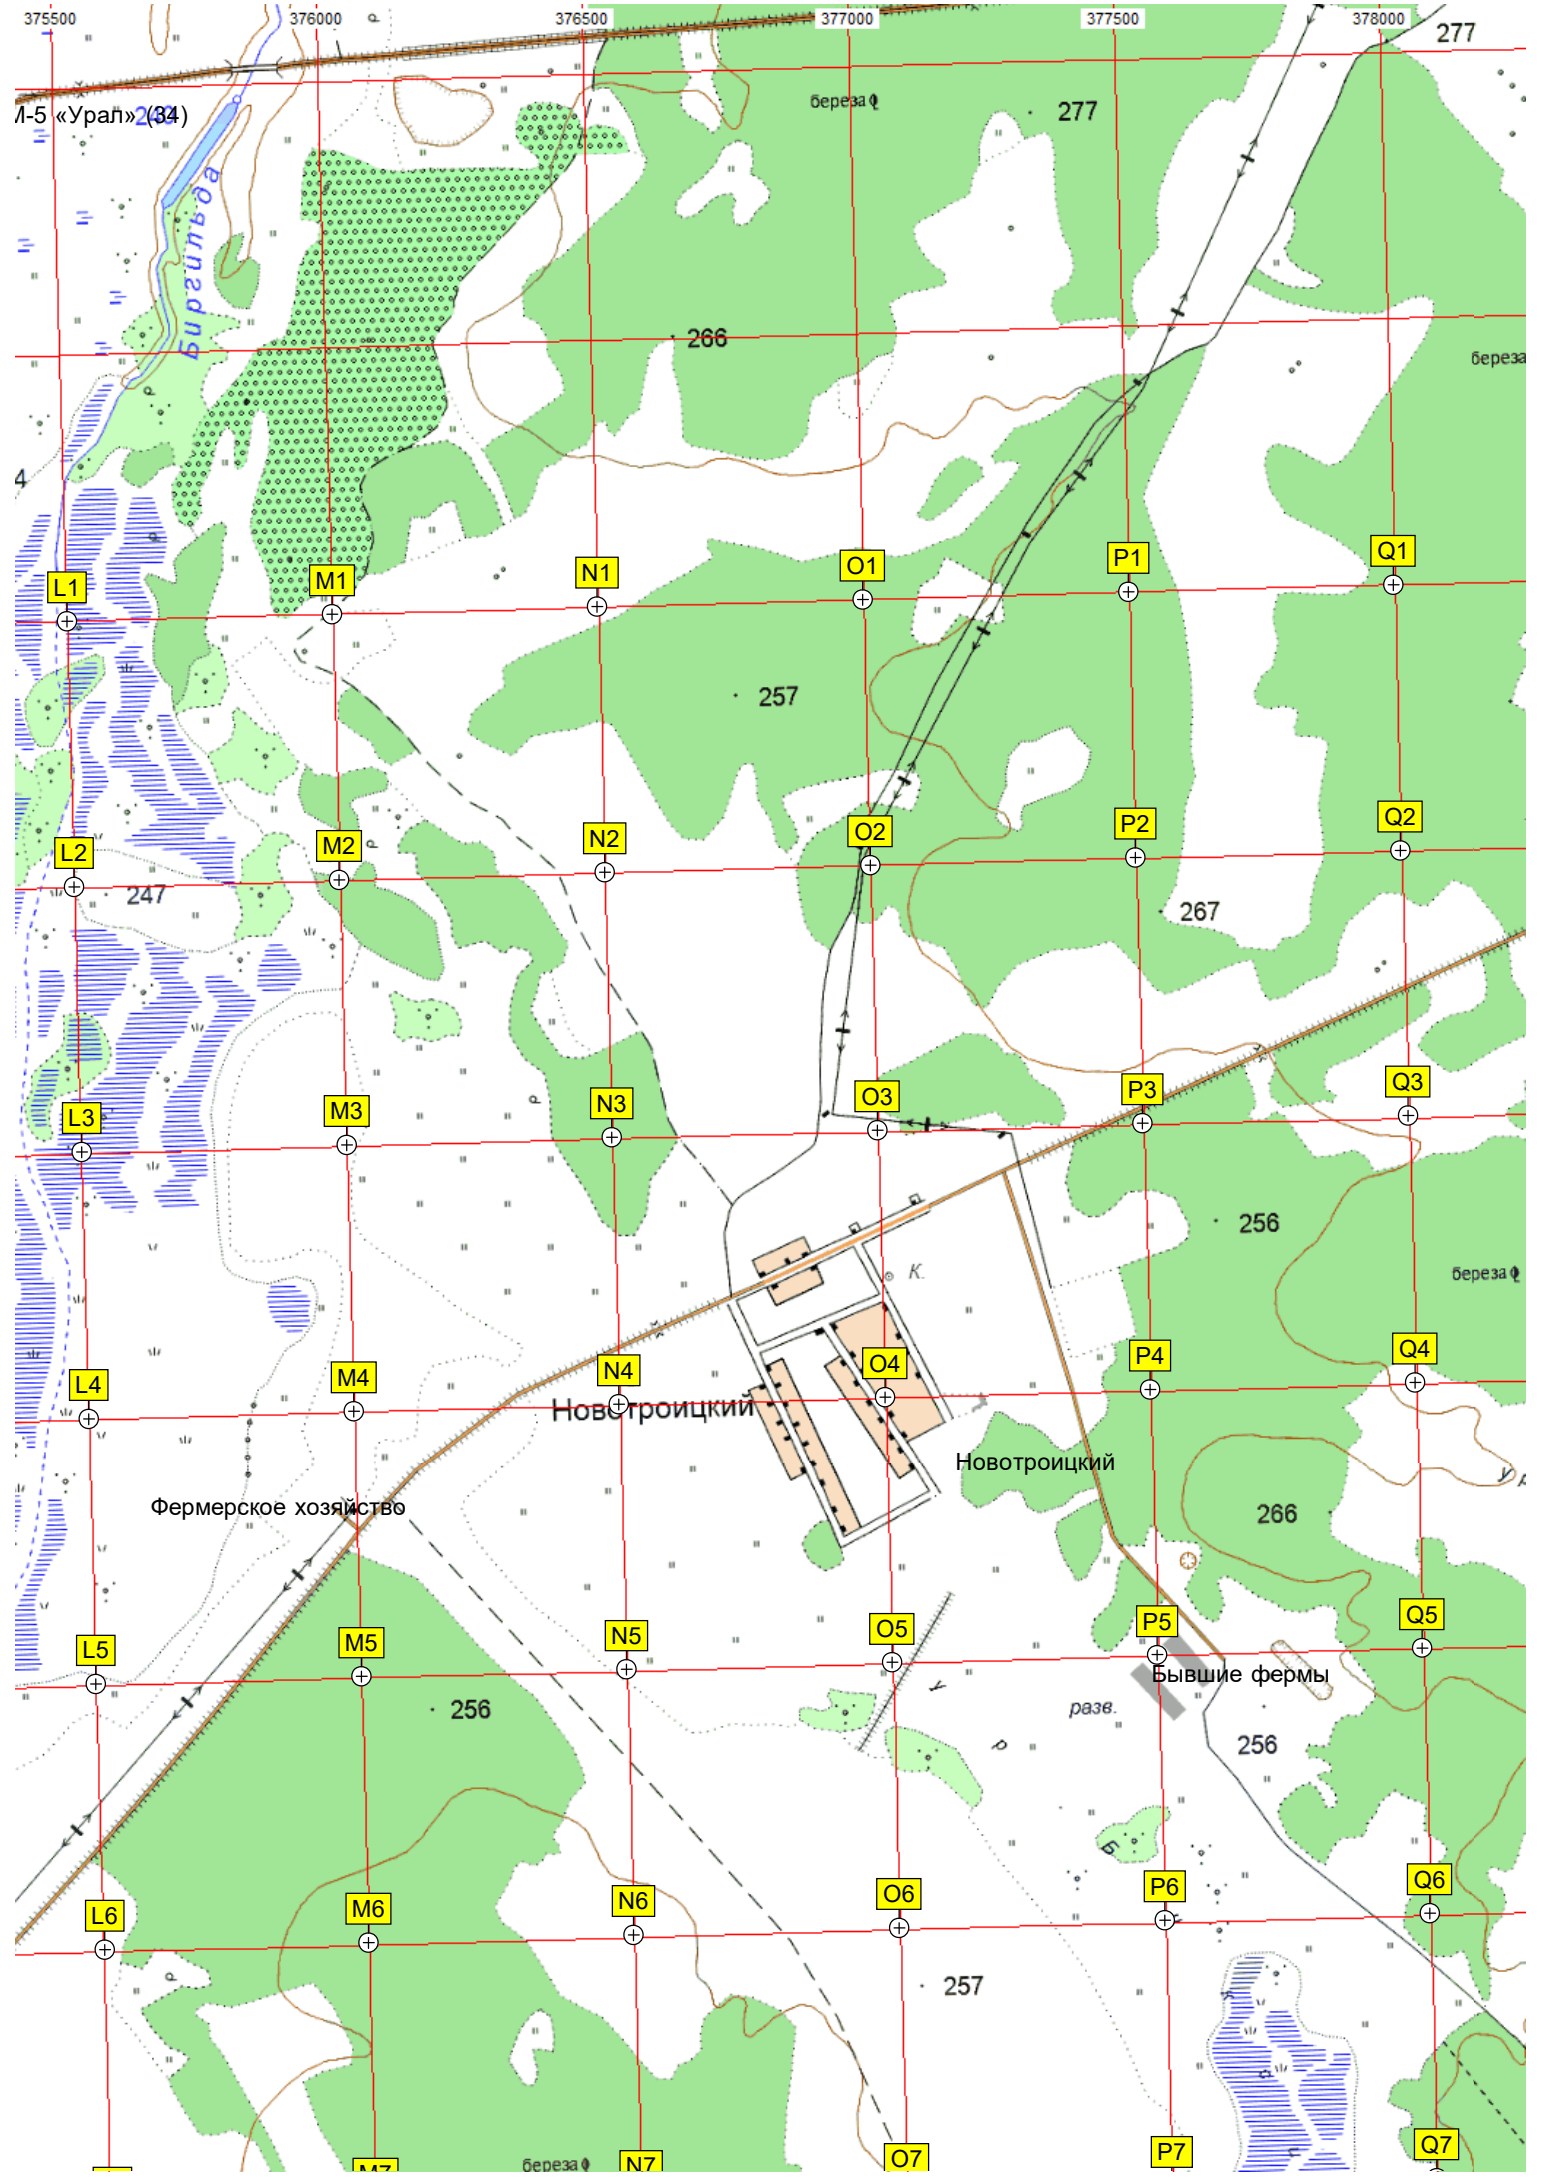 375500 376000 376500 377000 377500 378000
277
М-5 «Урал» (34)
береза
277
Биргильда
266
береза
4
L1 M1 N1 O1 P1 Q1
257
L2 M2 N2 O2 P2 Q2
247
267
L3 M3 N3 O3 P3 Q3
256
К.
береза
L4 M4 N4 O4 P4 Q4
Новотроицкий
Новотроицкий
Фермерское хозяйство
266
L5 M5 N5 O5 P5 Q5
Бывшие фермы
256
разв.
256
L6 M6 N6 O6 P6 Q6
257
береза
M7 N7 O7 P7 Q7